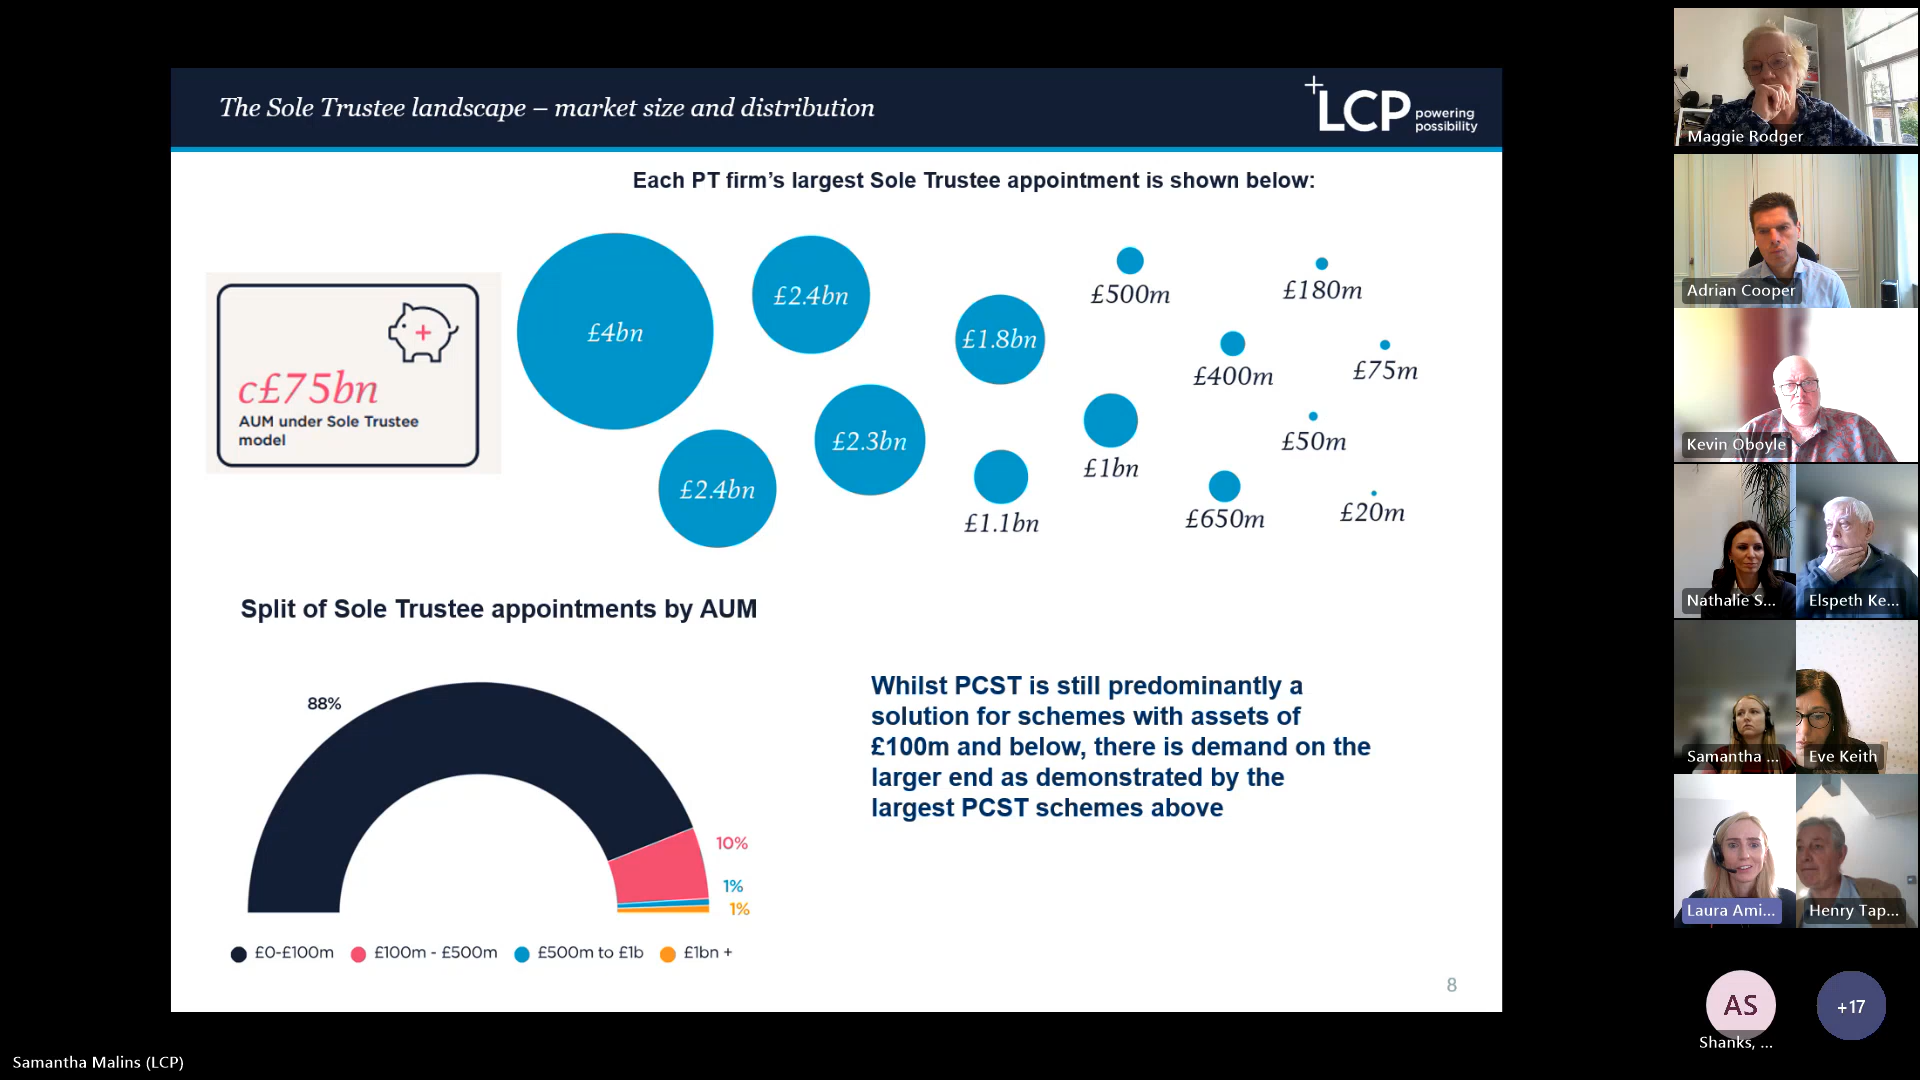 The Sole Trustee landscape – market size and distribution
LCP powering
possibility
Each PT firm's largest Sole Trustee appointment is shown below:
c£75bn
AUM under Sole Trustee
model
£4bn
£2.4bn
£2.4bn
£2.3bn
£1.8bn
£1.1bn
£1bn
£500m
£400m
£650m
£180m
£75m
£50m
£20m
Split of Sole Trustee appointments by AUM
88%
10%
1%
1%
£0-£100m £100m - £500m £500m to £1b £1bn +
Whilst PCST is still predominantly a
solution for schemes with assets of
£100m and below, there is demand on the
larger end as demonstrated by the
largest PCST schemes above
8
Maggie Rodger
Adrian Cooper
Kevin Oboyle
Nathalie S...
Elspeth Ke...
Samantha ...
Eve Keith
Laura Ami...
Henry Tap...
AS
Shanks, ...
+17
Samantha Malins (LCP)